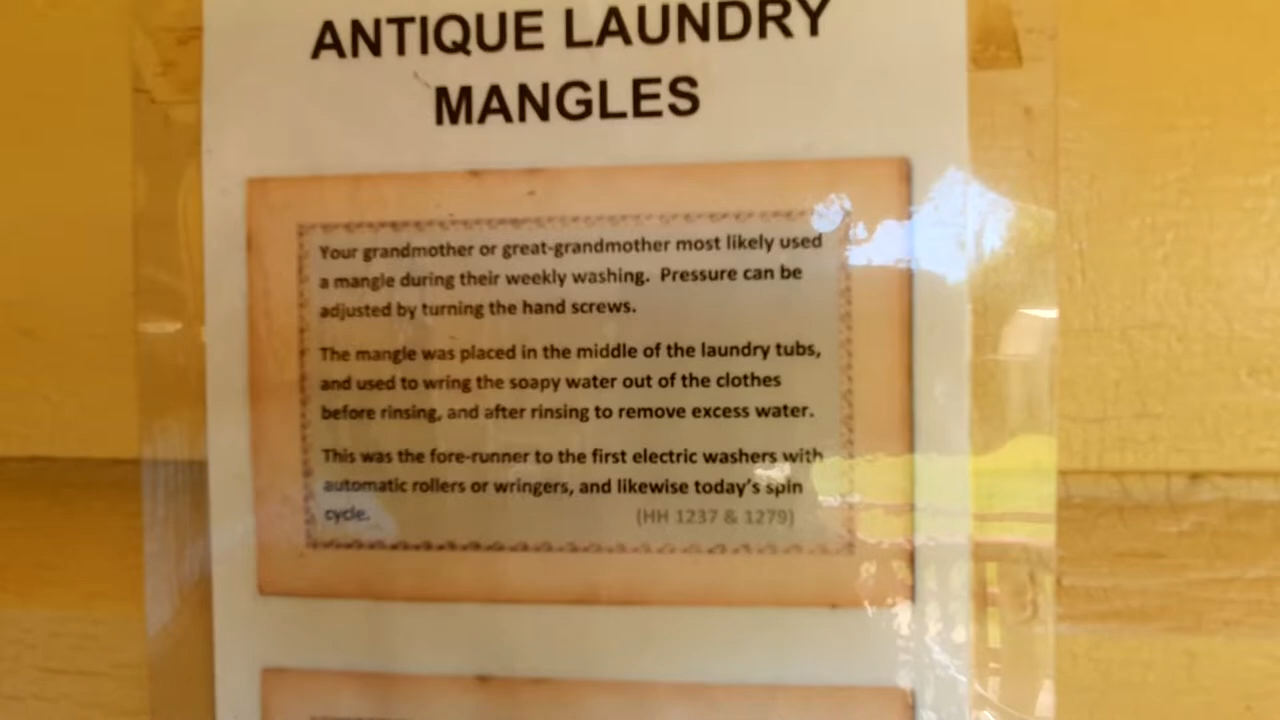 ANTIQUE LAUNDRY
MANGLES
Your grandmother or great-grandmother most likely used
a mangle during their weekly washing. Pressure can be
adjusted by turning the hand screws.
The mangle was placed in the middle of the laundry tubs,
and used to wring the soapy water out of the clothes
before rinsing, and after rinsing to remove excess water.
This was the fore-runner to the first electric washers with
automatic rollers or wringers, and likewise today's spin
cycle. (HH 1237 & 1279)